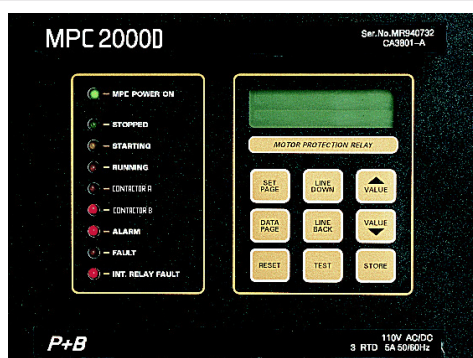 MPC 2000D
Ser.No.MR940732
CA3801-A
MPC POWER ON
STOPPED
STARTING
RUNNING
CONTACTOR A
CONTACTOR B
ALARM
FAULT
INT. RELAY FAULT
MOTOR PROTECTION RELAY
SET PAGE
LINE DOWN
VALUE
DATA PAGE
LINE BACK
VALUE
RESET
TEST
STORE
P+B
110V AC/DC
3 RTD 5A 50/60Hz